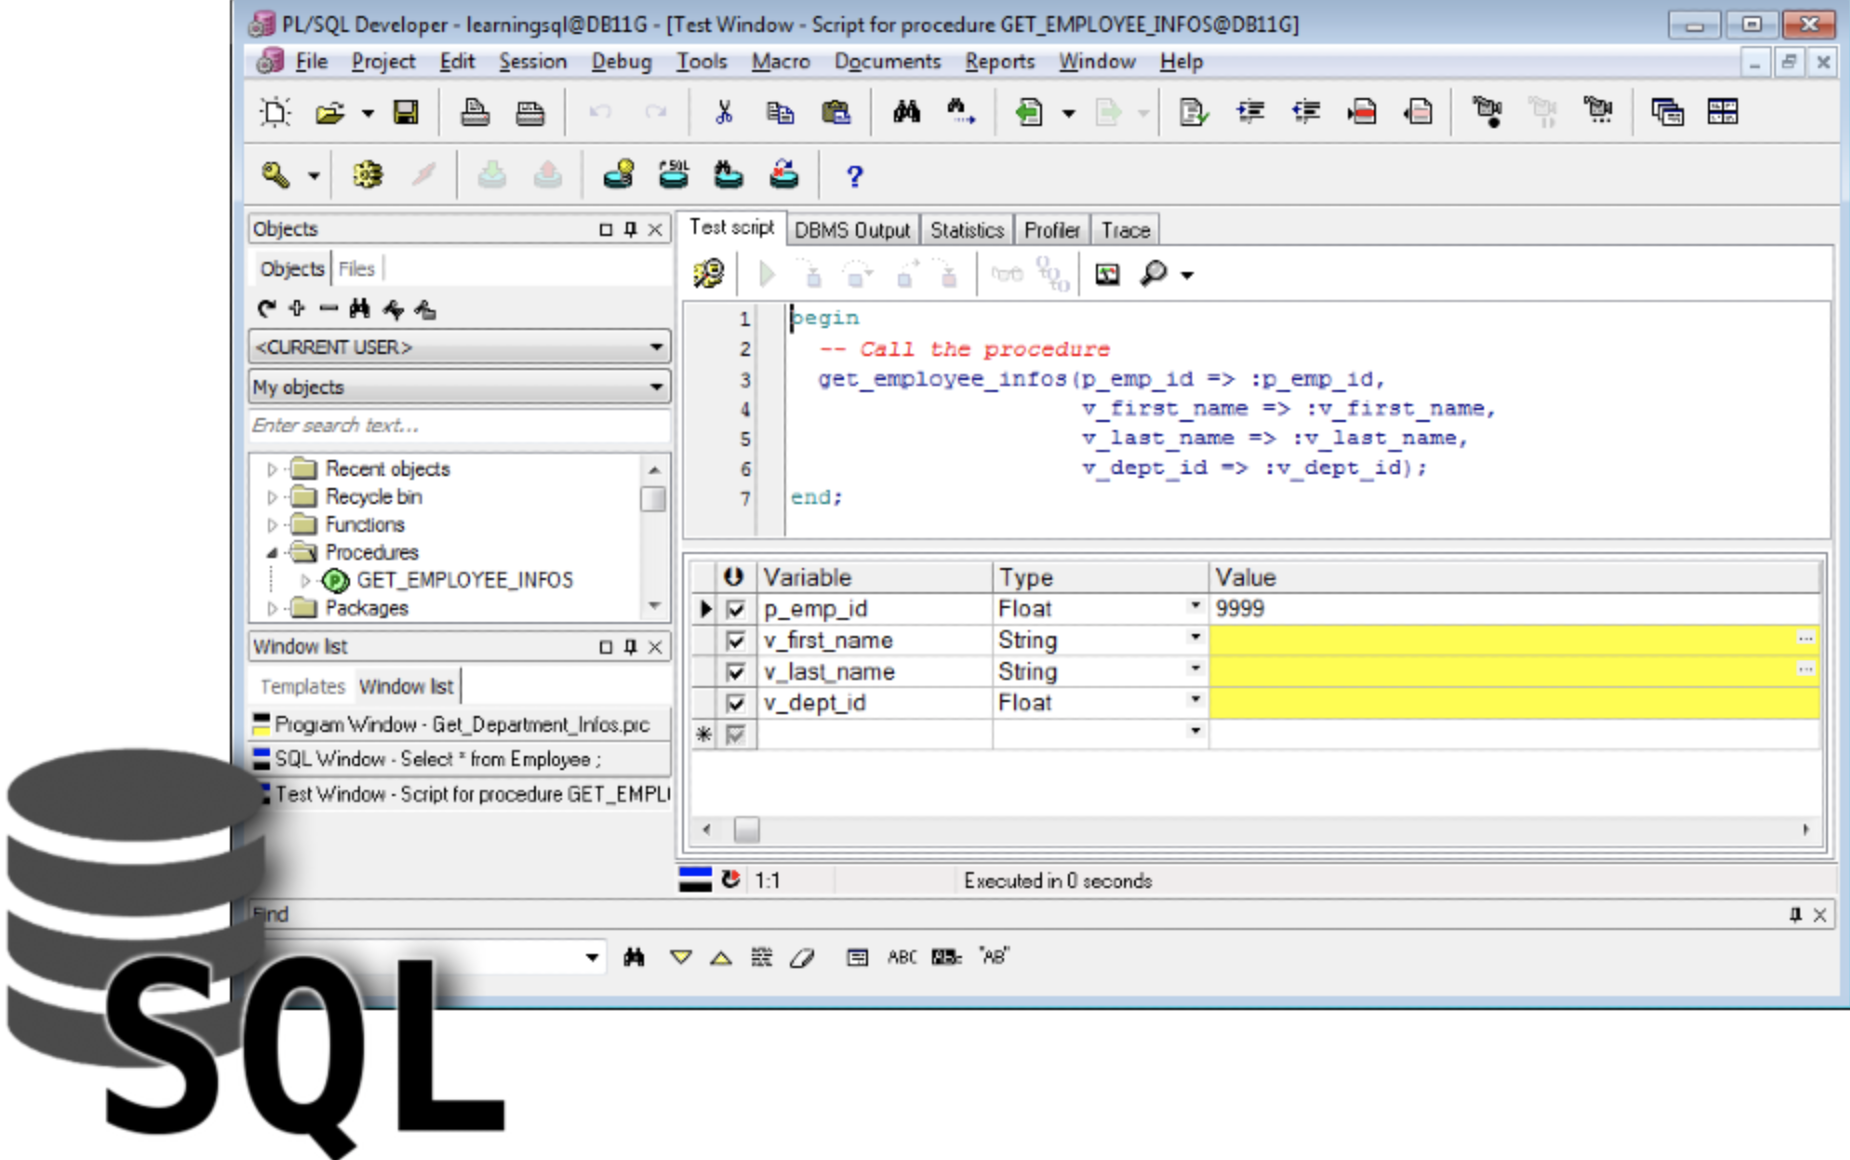 PL/SQL Developer - learningsql@DB11G - [Test Window - Script for procedure GET_EMPLOYEE_INFOS@DB11G]
File Project Edit Session Debug Tools Macro Documents Reports Window Help
SQL
?
Objects
Objects Files
<CURRENT USER>
My objects
Enter search text...
Recent objects
Recycle bin
Functions
Procedures
GET_EMPLOYEE_INFOS
Packages
Window list
Templates Window list
Program Window - Get_Department_Infos.prc
SQL Window - Select * from Employee ;
Test Window - Script for procedure GET_EMPL
Test script DBMS Output Statistics Profiler Trace
1 begin
2 -- Call the procedure
3 get_employee_infos(p_emp_id => :p_emp_id,
4 v_first_name => :v_first_name,
5 v_last_name => :v_last_name,
6 v_dept_id => :v_dept_id);
7 end;
Variable Type Value
p_emp_id Float 9999
v_first_name String ...
v_last_name String ...
v_dept_id Float
*
1:1 Executed in 0 seconds
Find
ABC "AB"
SQL